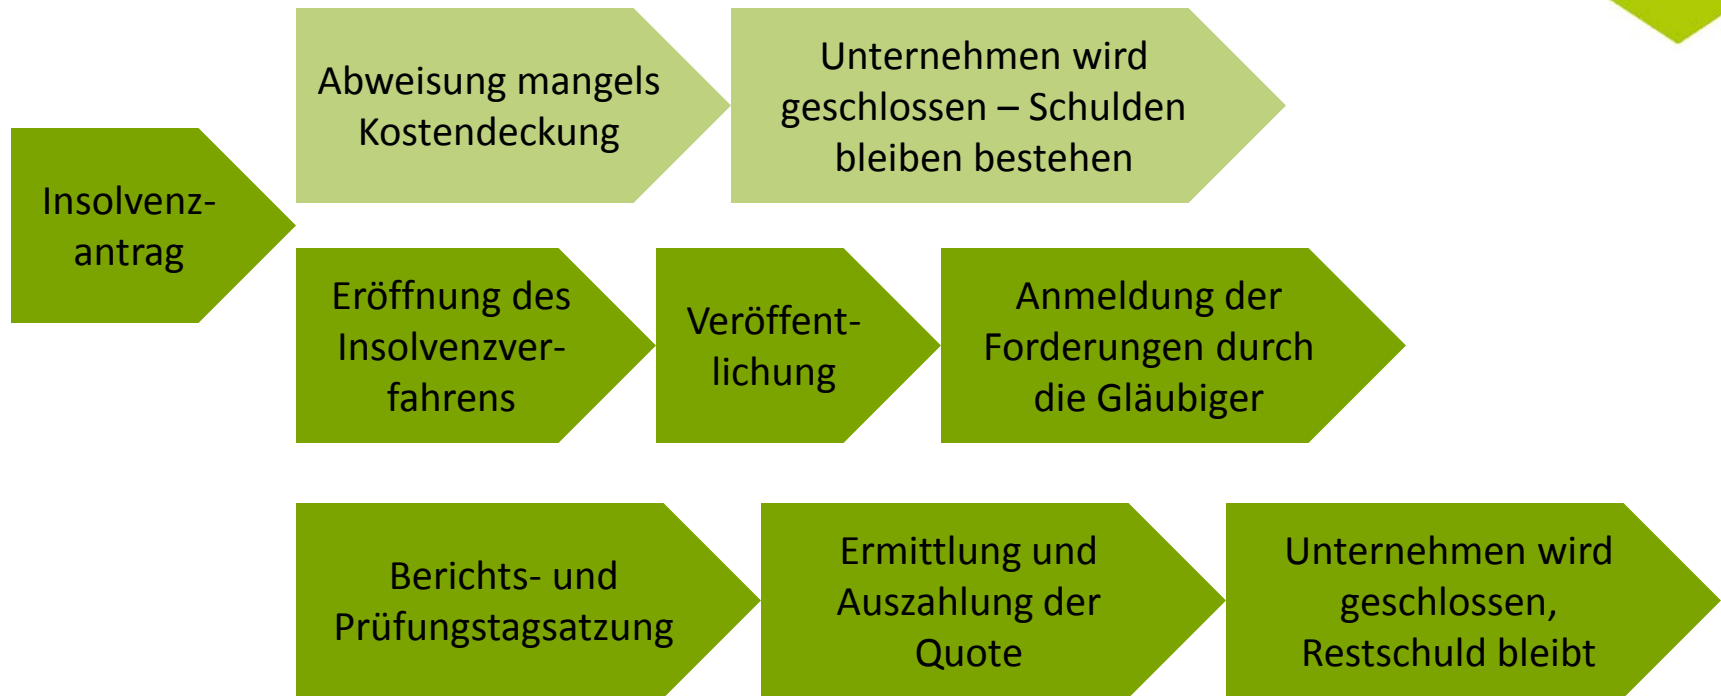 Insolvenz-
antrag
Abweisung mangels
Kostendeckung
Unternehmen wird
geschlossen – Schulden
bleiben bestehen
Eröffnung des
Insolvenzver-
fahrens
Veröffent-
lichung
Anmeldung der
Forderungen durch
die Gläubiger
Berichts- und
Prüfungstagsatzung
Ermittlung und
Auszahlung der
Quote
Unternehmen wird
geschlossen,
Restschuld bleibt